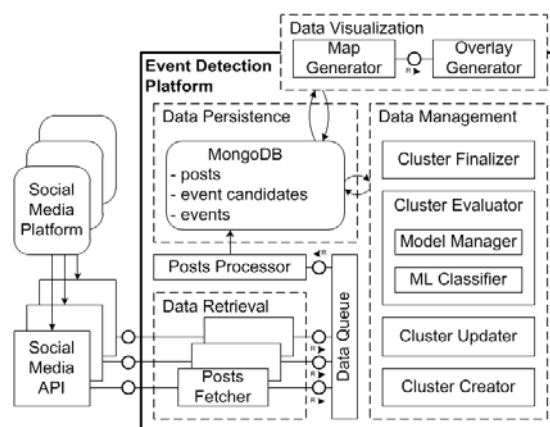 Data Visualization
Map
Generator
R
Overlay
Generator
Event Detection
Platform
Data Persistence
MongoDB
- posts
- event candidates
- events
Data Management
Cluster Finalizer
Cluster Evaluator
Model Manager
ML Classifier
Cluster Updater
Cluster Creator
Social
Media
Platform
Posts Processor
R
Data Retrieval
Data Queue
R
R
R
Posts
Fetcher
Social
Media
API